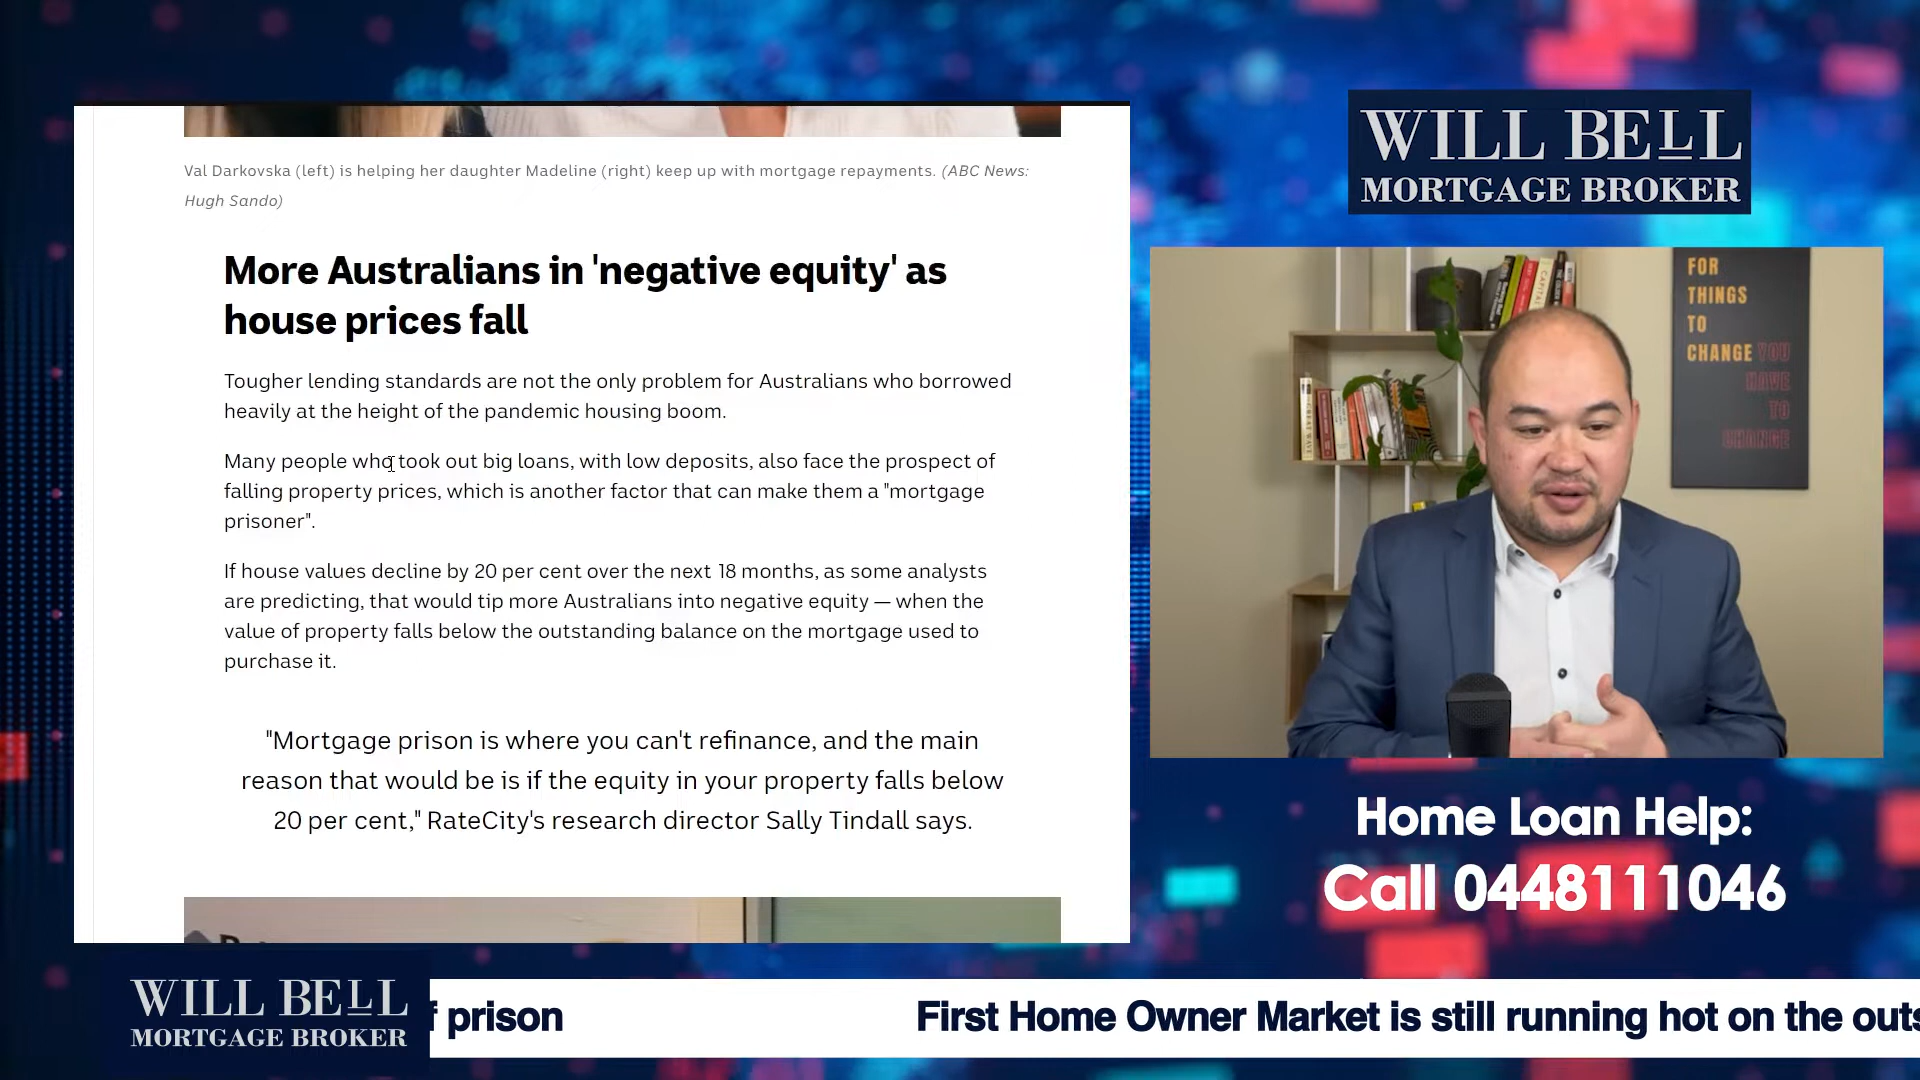 Val Darkovska (left) is helping her daughter Madeline (right) keep up with mortgage repayments. (ABC News:
Hugh Sando)
More Australians in 'negative equity' as
house prices fall
Tougher lending standards are not the only problem for Australians who borrowed
heavily at the height of the pandemic housing boom.
Many people who took out big loans, with low deposits, also face the prospect of
falling property prices, which is another factor that can make them a "mortgage
prisoner".
If house values decline by 20 per cent over the next 18 months, as some analysts
are predicting, that would tip more Australians into negative equity — when the
value of property falls below the outstanding balance on the mortgage used to
purchase it.
"Mortgage prison is where you can't refinance, and the main
reason that would be is if the equity in your property falls below
20 per cent," RateCity's research director Sally Tindall says.
WILL BELL
MORTGAGE BROKER
FOR
THINGS
TO
CHANGE YOU
HAVE
TO
CHANGE
Home Loan Help:
Call 0448111046
WILL BELL
MORTGAGE BROKER
prison
First Home Owner Market is still running hot on the